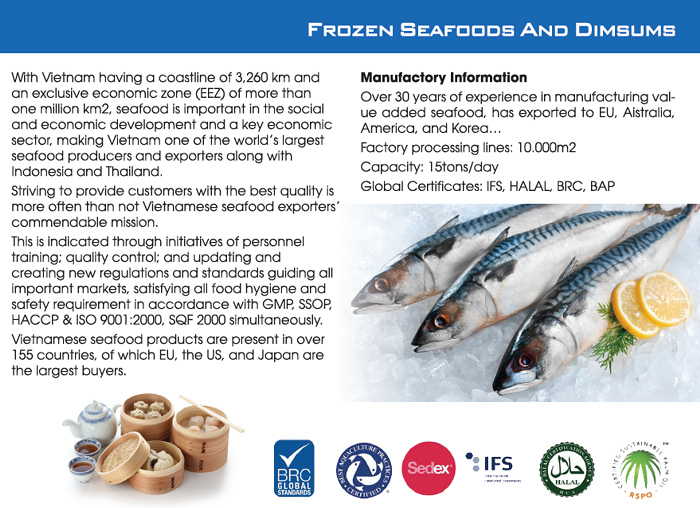 Frozen Seafoods And Dimsums
With Vietnam having a coastline of 3,260 km and
an exclusive economic zone (EEZ) of more than
one million km2, seafood is important in the social
and economic development and a key economic
sector, making Vietnam one of the world's largest
seafood producers and exporters along with
Indonesia and Thailand.
Striving to provide customers with the best quality is
more often than not Vietnamese seafood exporters'
commendable mission.
This is indicated through initiatives of personnel
training; quality control; and updating and
creating new regulations and standards guiding all
important markets, satisfying all food hygiene and
safety requirement in accordance with GMP, SSOP,
HACCP & ISO 9001:2000, SQF 2000 simultaneously.
Vietnamese seafood products are present in over
155 countries, of which EU, the US, and Japan are
the largest buyers.
Manufactory Information
Over 30 years of experience in manufacturing val-
ue added seafood, has exported to EU, Aistralia,
America, and Korea…
Factory processing lines: 10.000m2
Capacity: 15tons/day
Global Certificates: IFS, HALAL, BRC, BAP
BRC
GLOBAL
STANDARDS
BEST AQUACULTURE PRACTICES
CERTIFIED
Sedex
IFS
حلال
HALAL
CERTIFIED SUSTAINABLE PALM OIL
RSPO